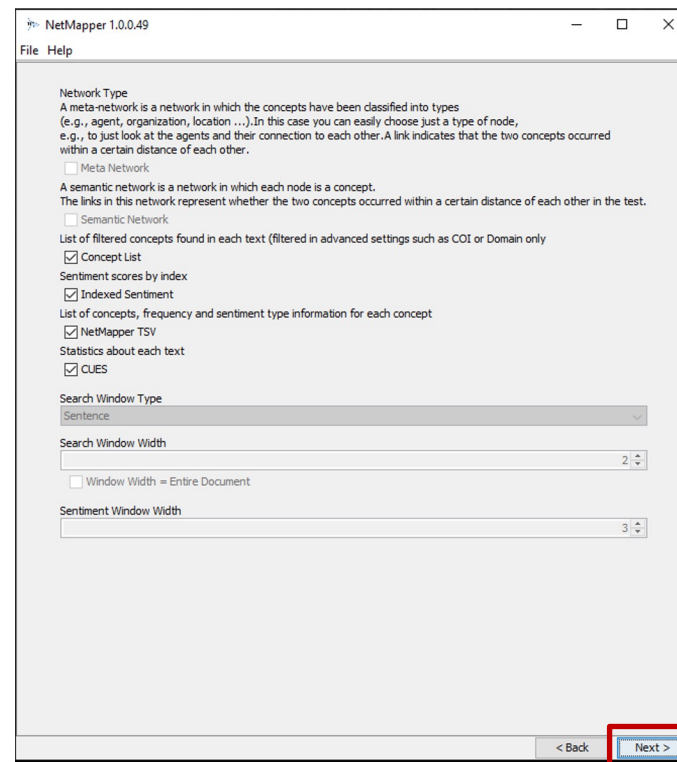 NetMapper 1.0.0.49
File Help
Network Type
A meta-network is a network in which the concepts have been classified into types
(e.g., agent, organization, location ...).In this case you can easily choose just a type of node,
e.g., to just look at the agents and their connection to each other.A link indicates that the two concepts occurred
within a certain distance of each other.
Meta Network
A semantic network is a network in which each node is a concept.
The links in this network represent whether the two concepts occurred within a certain distance of each other in the test.
Semantic Network
List of filtered concepts found in each text (filtered in advanced settings such as COI or Domain only
Concept List
Sentiment scores by index
Indexed Sentiment
List of concepts, frequency and sentiment type information for each concept
NetMapper TSV
Statistics about each text
CUES
Search Window Type
Sentence
Search Window Width
2
Window Width = Entire Document
Sentiment Window Width
3
< Back Next >